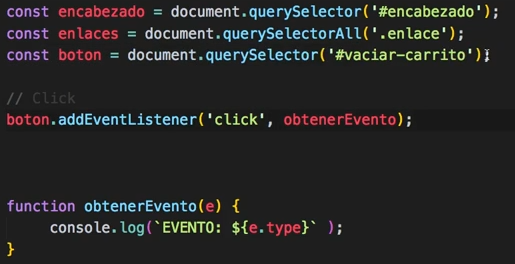 const encabezado = document.querySelector('#encabezado');
const enlaces = document.querySelectorAll('.enlace');
const boton = document.querySelector('#vaciar-carrito');
// Click
boton.addEventListener('click', obtenerEvento);
function obtenerEvento(e) {
console.log(`EVENTO: ${e.type}` );
}